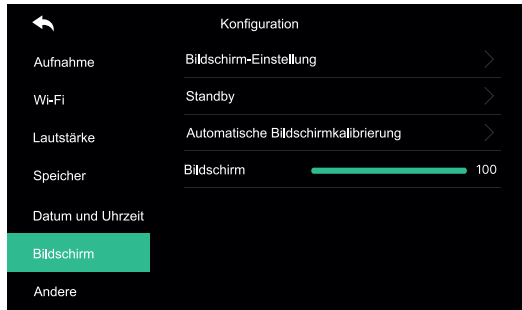 Konfiguration
Aufnahme
Wi-Fi
Lautstärke
Speicher
Datum und Uhrzeit
Bildschirm
Andere
Bildschirm-Einstellung
Standby
Automatische Bildschirmkalibrierung
Bildschirm 100